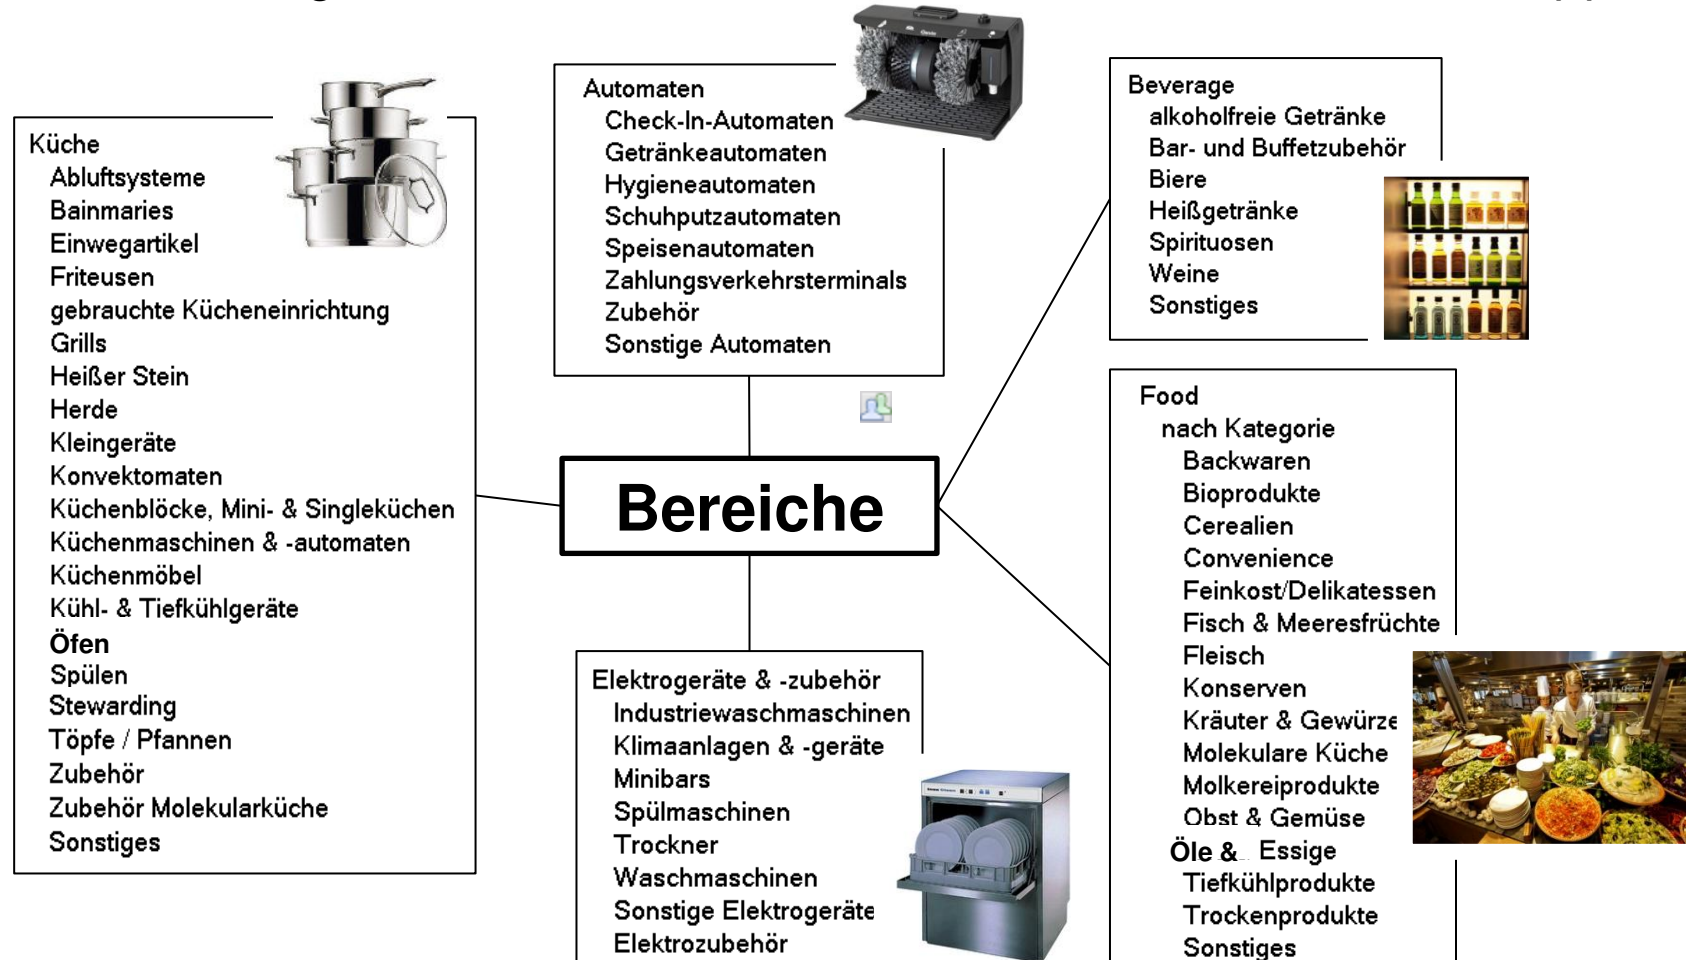 Küche
Abluftsysteme
Bainmaries
Einwegartikel
Friteusen
gebrauchte Kücheneinrichtung
Grills
Heißer Stein
Herde
Kleingeräte
Konvektomaten
Küchenblöcke, Mini- & Singleküchen
Küchenmaschinen & -automaten
Küchenmöbel
Kühl- & Tiefkühlgeräte
Öfen
Spülen
Stewarding
Töpfe / Pfannen
Zubehör
Zubehör Molekularküche
Sonstiges
Automaten
Check-In-Automaten
Getränkeautomaten
Hygieneautomaten
Schuhputzautomaten
Speisenautomaten
Zahlungsverkehrsterminals
Zubehör
Sonstige Automaten
Bereiche
Elektrogeräte & -zubehör
Industriewaschmaschinen
Klimaanlagen & -geräte
Minibars
Spülmaschinen
Trockner
Waschmaschinen
Sonstige Elektrogeräte
Elektrozubehör
Beverage
alkoholfreie Getränke
Bar- und Buffetzubehör
Biere
Heißgetränke
Spirituosen
Weine
Sonstiges
Food
nach Kategorie
Backwaren
Bioprodukte
Cerealien
Convenience
Feinkost/Delikatessen
Fisch & Meeresfrüchte
Fleisch
Konserven
Kräuter & Gewürze
Molekulare Küche
Molkereiprodukte
Obst & Gemüse
Öle & Essige
Tiefkühlprodukte
Trockenprodukte
Sonstiges